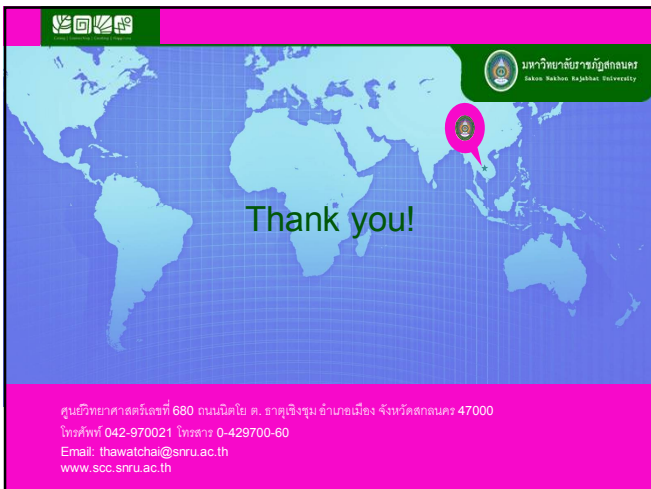 มหาวิทยาลัยราชภัฏสกลนคร
Sakon Nakhon Rajabhat University
Thank you!
ศูนย์วิทยาศาสตร์เลขที่ 680 ถนนนิตโย ต. ธาตุเชิงชุม อำเภอเมือง จังหวัดสกลนคร 47000
โทรศัพท์ 042-970021 โทรสาร 0-429700-60
Email: thawatchai@snru.ac.th
www.scc.snru.ac.th